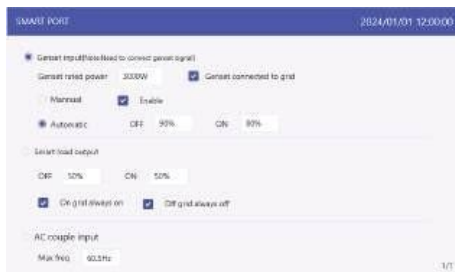 SMART PORT 2024/01/01 12:00:00
Genset input(Note:Need to connect genset signal)
Genset rated power 3000W Genset connected to grid
Mannual Enable
Automatic OFF 90% ON 80%
Smart load output
OFF 50% ON 50%
On grid always on Off grid always off
AC couple input
Max freq 60.5Hz
1/1